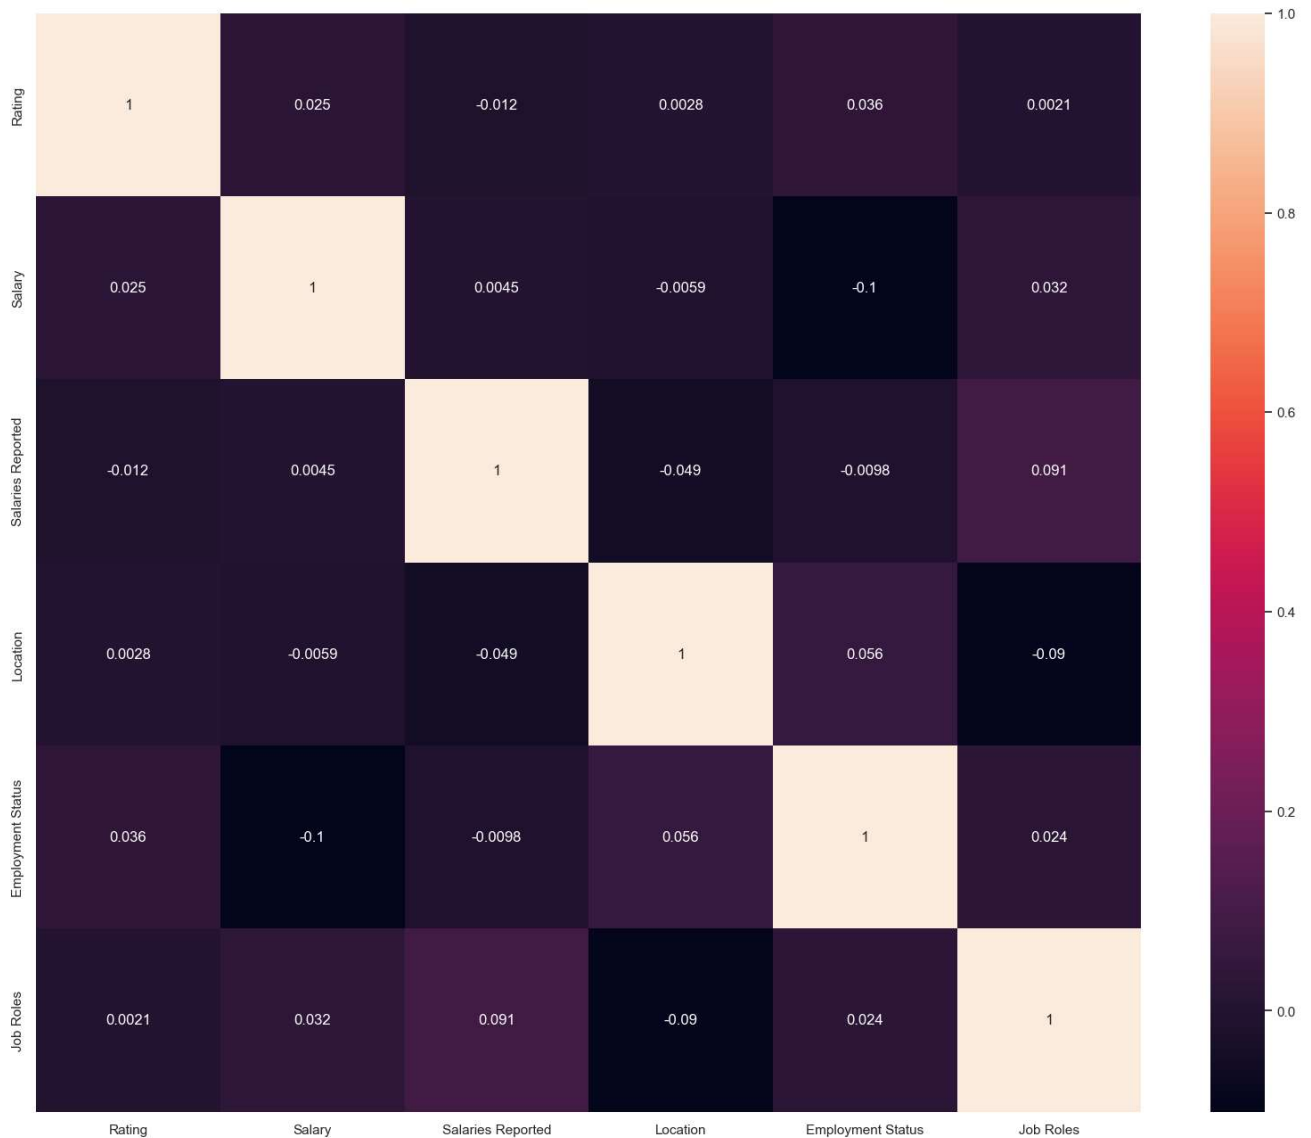 1.0
Rating 1 0.025 -0.012 0.0028 0.036 0.0021
0.8
Salary 0.025 1 0.0045 -0.0059 -0.1 0.032
0.6
Salaries Reported -0.012 0.0045 1 -0.049 -0.0098 0.091
0.4
Location 0.0028 -0.0059 -0.049 1 0.056 -0.09
0.2
Employment Status 0.036 -0.1 -0.0098 0.056 1 0.024
0.0
Job Roles 0.0021 0.032 0.091 -0.09 0.024 1
Rating Salary Salaries Reported Location Employment Status Job Roles